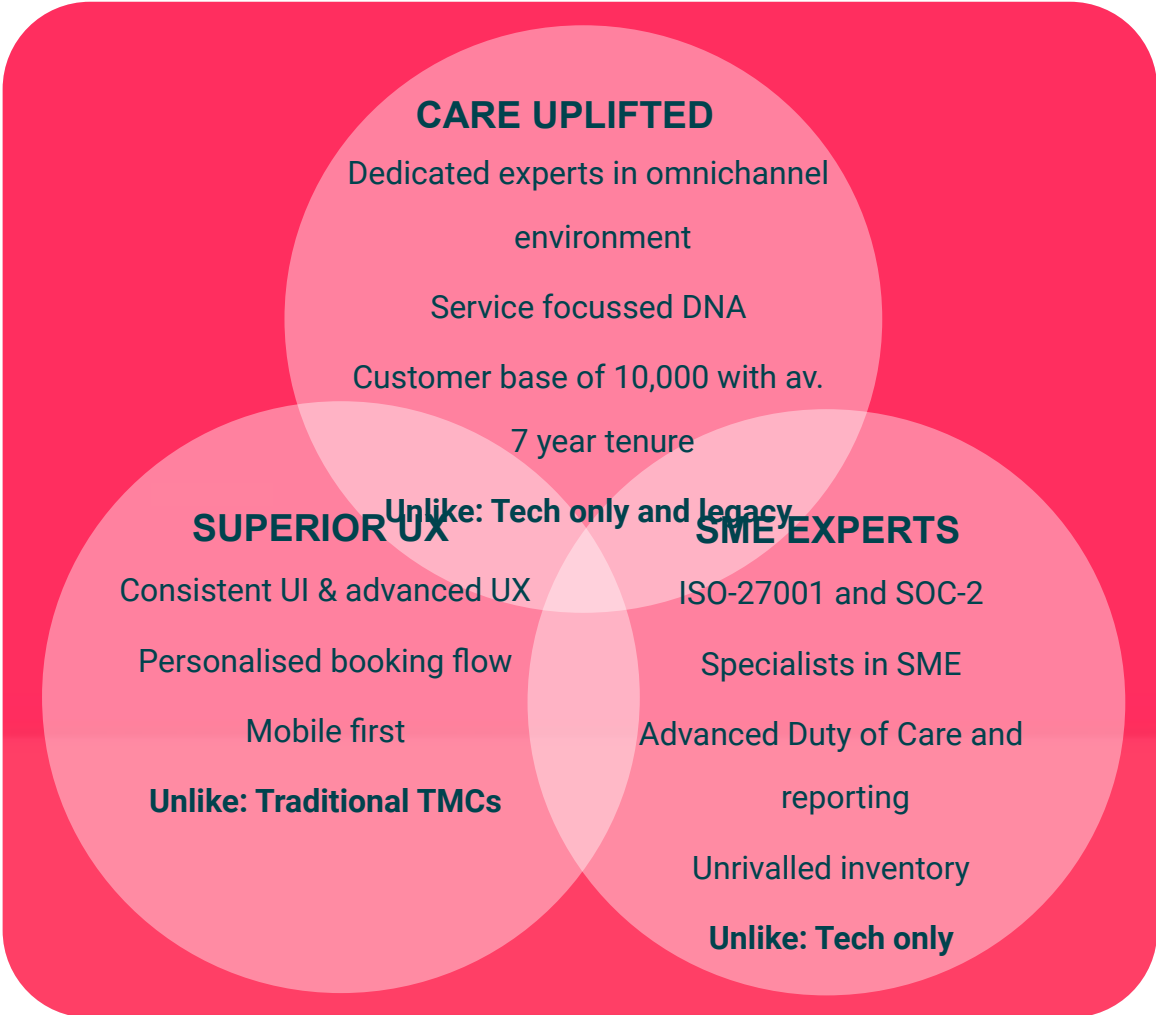 CARE UPLIFTED
Dedicated experts in omnichannel
environment
Service focussed DNA
Customer base of 10,000 with av.
7 year tenure
Unlike: Tech only and legacy
SUPERIOR UX
Consistent UI & advanced UX
Personalised booking flow
Mobile first
Unlike: Traditional TMCs
SME EXPERTS
ISO-27001 and SOC-2
Specialists in SME
Advanced Duty of Care and
reporting
Unrivalled inventory
Unlike: Tech only